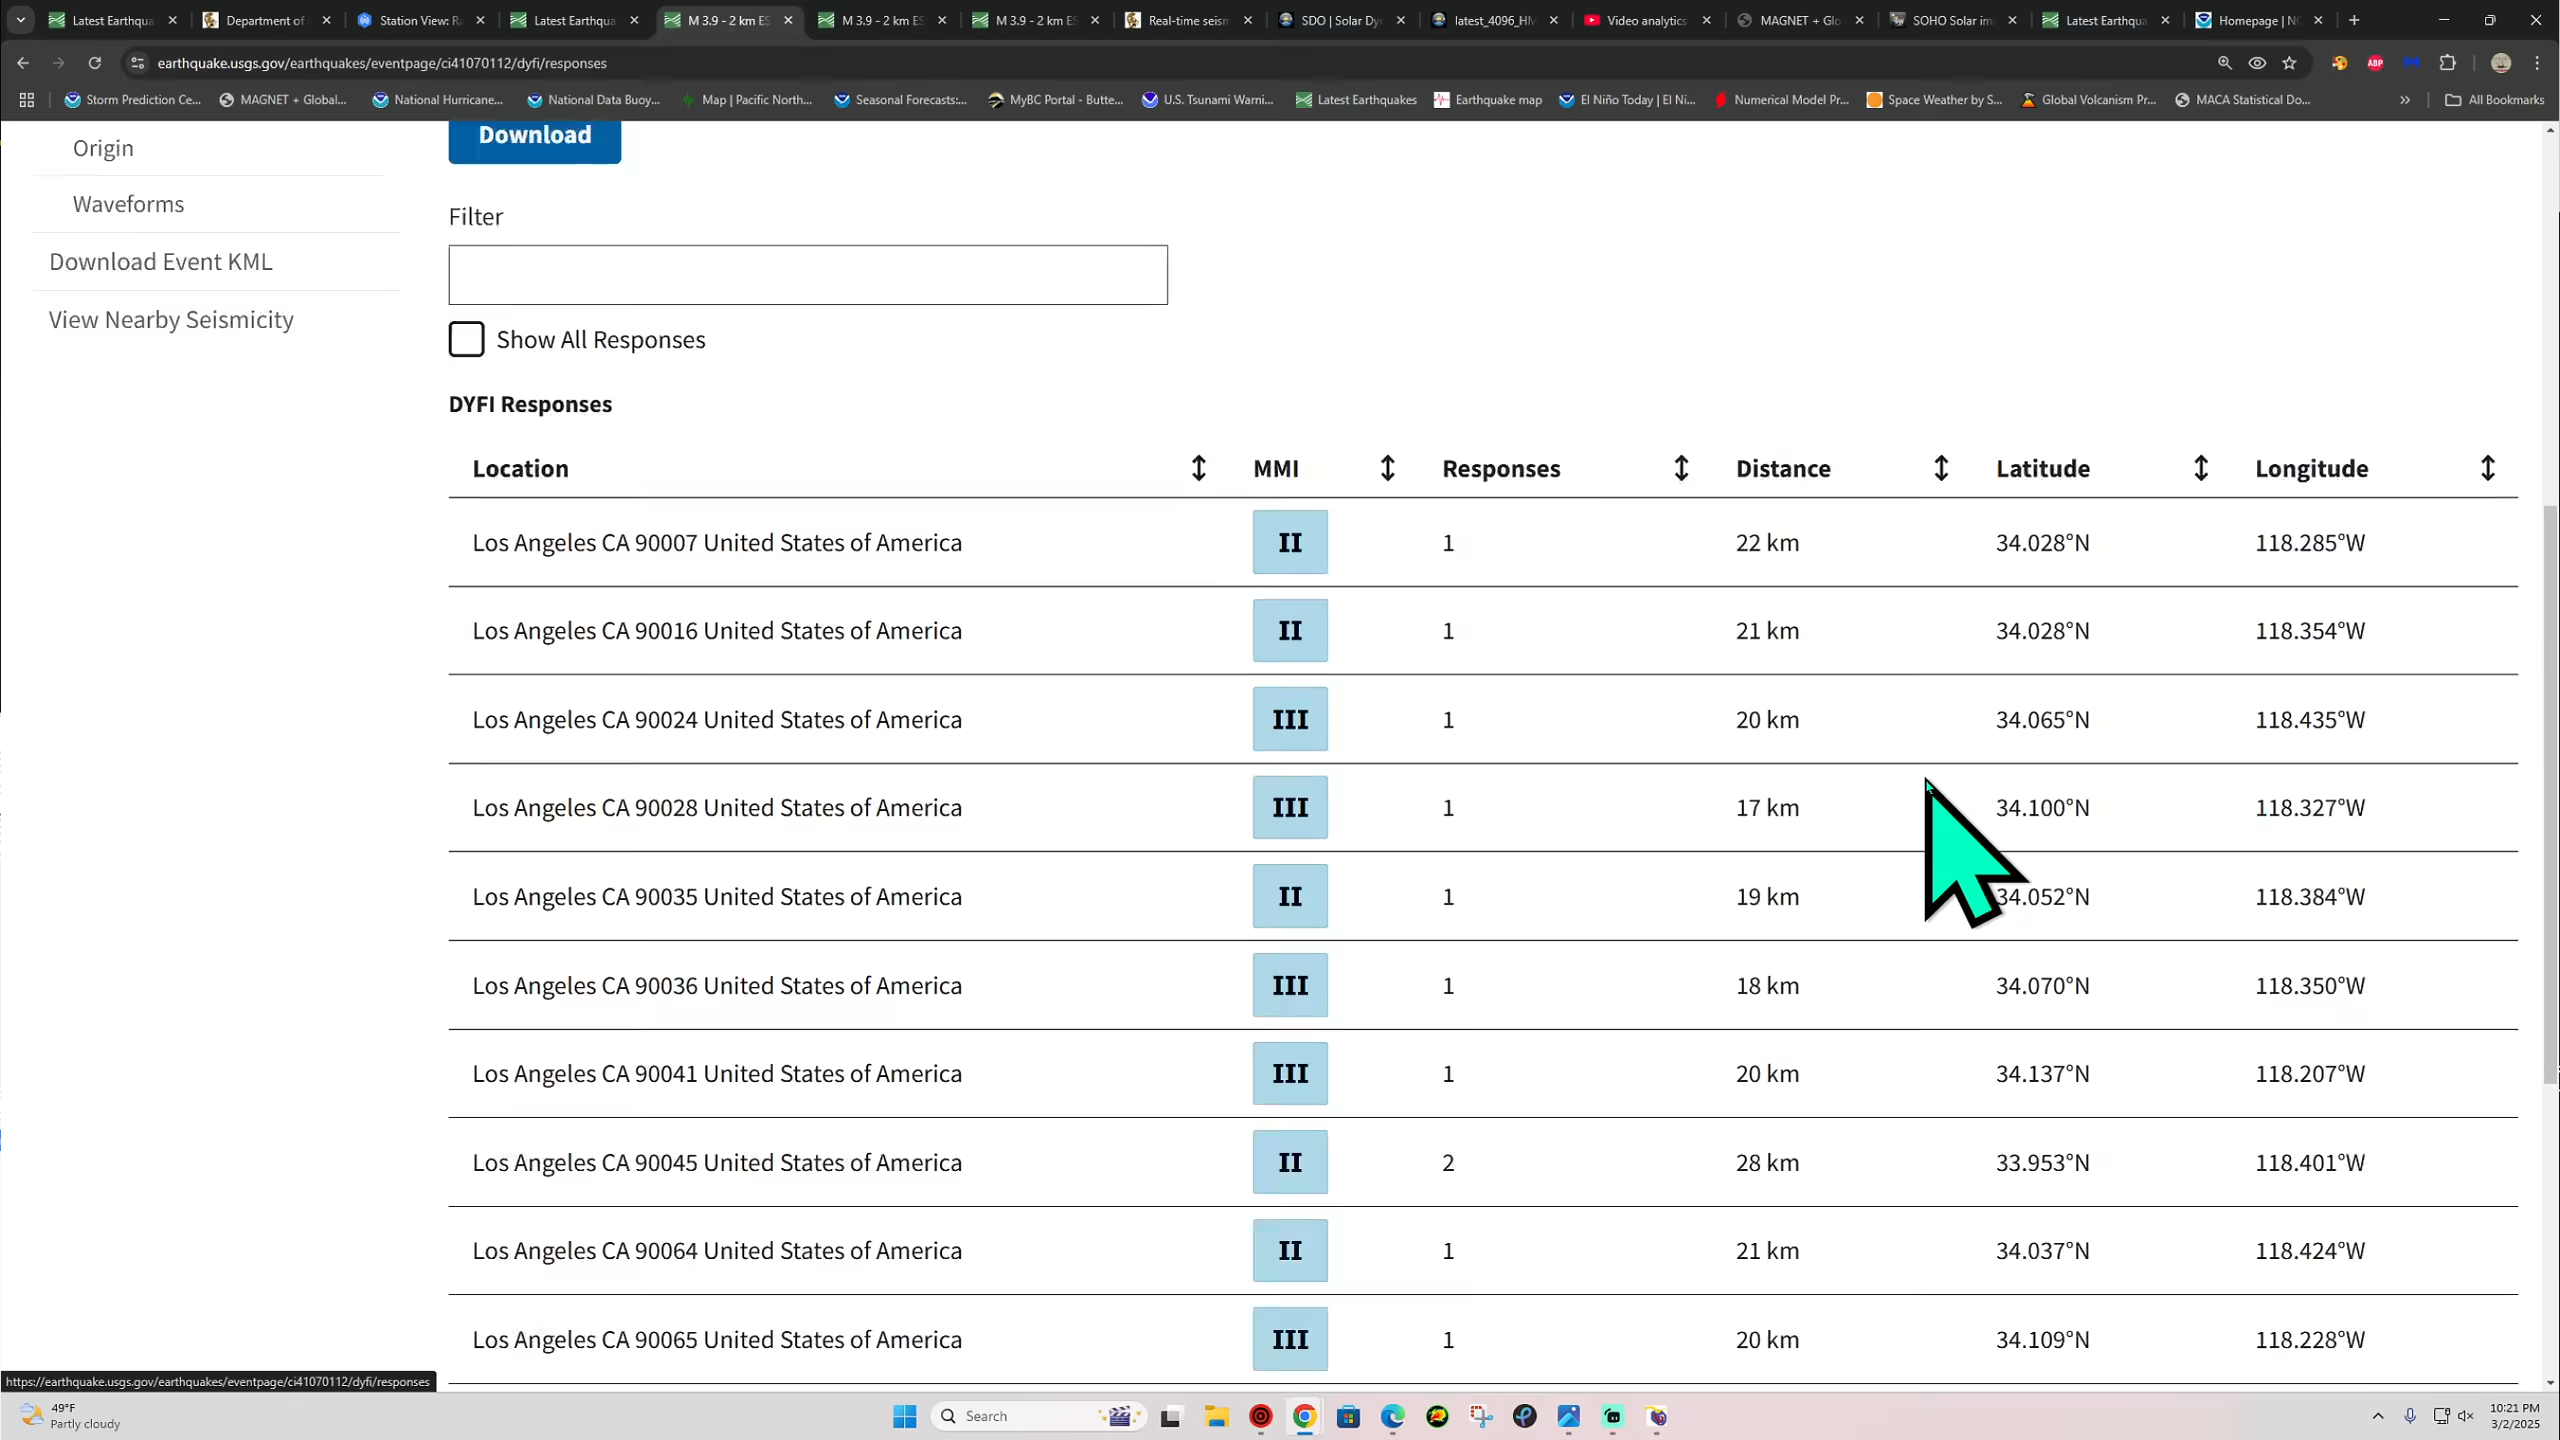 Latest Earthqua
Department of
Station View: Ra
Latest Earthqua
M 3.9 - 2 km ES
M 3.9 - 2 km ES
M 3.9 - 2 km ES
Real-time seism
SDO | Solar Dyn
latest_4096_HM
Video analytics
MAGNET + Glo
SOHO Solar im
Latest Earthqua
Homepage | NO
earthquake.usgs.gov/earthquakes/eventpage/ci41070112/dyfi/responses
ABP
Storm Prediction Ce...
MAGNET + Global...
National Hurricane...
National Data Buoy...
Map | Pacific North...
Seasonal Forecasts:...
MyBC Portal - Butte...
U.S. Tsunami Warni...
Latest Earthquakes
Earthquake map
El Niño Today | El Ni...
Numerical Model Pr...
Space Weather by S...
Global Volcanism Pr...
MACA Statistical Do...
All Bookmarks
Origin
Waveforms
Download Event KML
View Nearby Seismicity
Download
Filter
Show All Responses
DYFI Responses
Location MMI Responses Distance Latitude Longitude
Los Angeles CA 90007 United States of America II 1 22 km 34.028°N 118.285°W
Los Angeles CA 90016 United States of America II 1 21 km 34.028°N 118.354°W
Los Angeles CA 90024 United States of America III 1 20 km 34.065°N 118.435°W
Los Angeles CA 90028 United States of America III 1 17 km 34.100°N 118.327°W
Los Angeles CA 90035 United States of America II 1 19 km 34.052°N 118.384°W
Los Angeles CA 90036 United States of America III 1 18 km 34.070°N 118.350°W
Los Angeles CA 90041 United States of America III 1 20 km 34.137°N 118.207°W
Los Angeles CA 90045 United States of America II 2 28 km 33.953°N 118.401°W
Los Angeles CA 90064 United States of America II 1 21 km 34.037°N 118.424°W
Los Angeles CA 90065 United States of America III 1 20 km 34.109°N 118.228°W
https://earthquake.usgs.gov/earthquakes/eventpage/ci41070112/dyfi/responses
49°F
Partly cloudy
Search
10:21 PM
3/2/2025